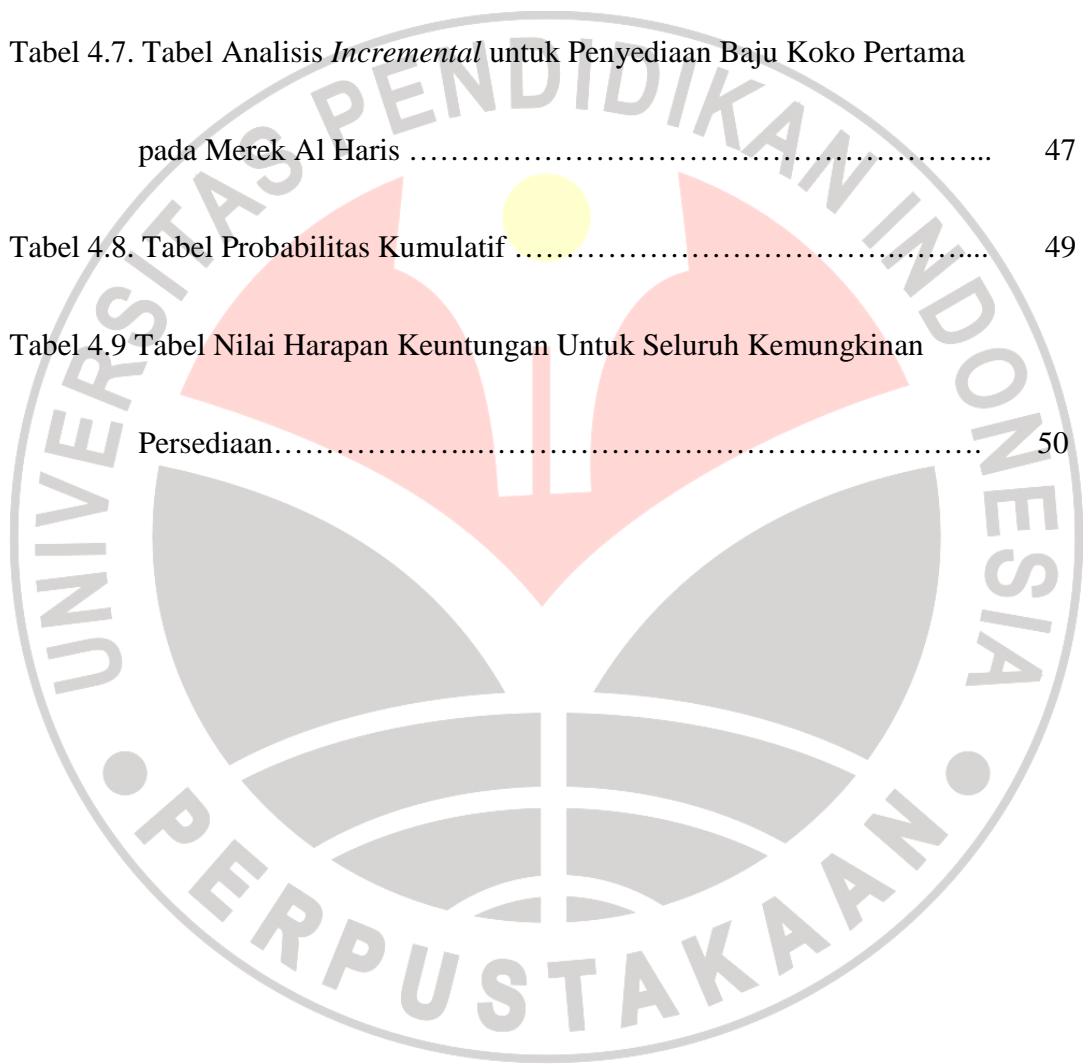 Tabel 4.7. Tabel Analisis Incremental untuk Penyediaan Baju Koko Pertama
pada Merek Al Haris ………………………………………………... 47
Tabel 4.8. Tabel Probabilitas Kumulatif ……………………………….……….... 49
Tabel 4.9 Tabel Nilai Harapan Keuntungan Untuk Seluruh Kemungkinan
Persediaan………………..…………………………………………. 50
UNIVERSITAS PENDIDIKAN INDONESIA
PERPUSTAKAAN